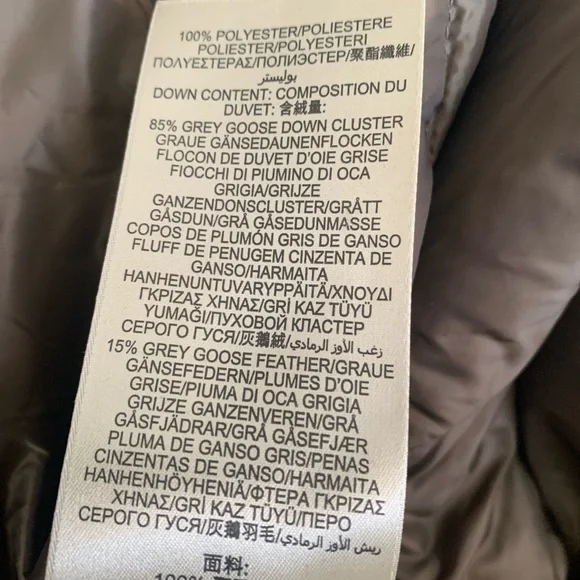 100% POLYESTER/POLIESTERE
POLIESTER/POLYESTERI
ΠΟΛΥΕΣΤΕΡΑΣ/ПОЛИЭСТЕР/聚酯纖維/
بوليستر
DOWN CONTENT: COMPOSITION DU
DUVET: 含絨量:
85% GREY GOOSE DOWN CLUSTER
GRAUE GÄNSEDAUNENFLOCKEN
FLOCON DE DUVET D'OIE GRISE
FIOCCHI DI PIUMINO DI OCA
GRIGIA/GRIJZE
GANZENDONSCLUSTER/GRÅTT
GÅSDUN/GRÅ GÅSEDUNMASSE
COPOS DE PLUMÓN GRIS DE GANSO
FLUFF DE PENUGEM CINZENTA DE
GANSO/HARMAITA
HANHENUNTUVARYPPÄITÄ/ΧΝΟΥΔΙ
ΓΚΡΙΖΑΣ ΧΗΝΑΣ/GRİ KAZ TÜYÜ
YUMAĞI/ПУХОВОЙ КЛАСТЕР
СЕРОГО ГУСЯ/灰鵝絨/زغب الأوز الرمادي/
15% GREY GOOSE FEATHER/GRAUE
GÄNSEFEDERN/PLUMES D'OIE
GRISE/PIUMA DI OCA GRIGIA
GRIJZE GANZENVEREN/GRÅ
GÅSFJÄDRAR/GRÅ GÅSEFJÆR
PLUMA DE GANSO GRIS/PENAS
CINZENTAS DE GANSO/HARMAITA
HANHENHÖYHENIÄ/ΦΤΕΡΑ ΓΚΡΙΖΑΣ
ΧΗΝΑΣ/GRİ KAZ TÜYÜ/ПЕРО
СЕРОГО ГУСЯ/灰鵝羽毛/ريش الأوز الرمادي/
面料:
100%